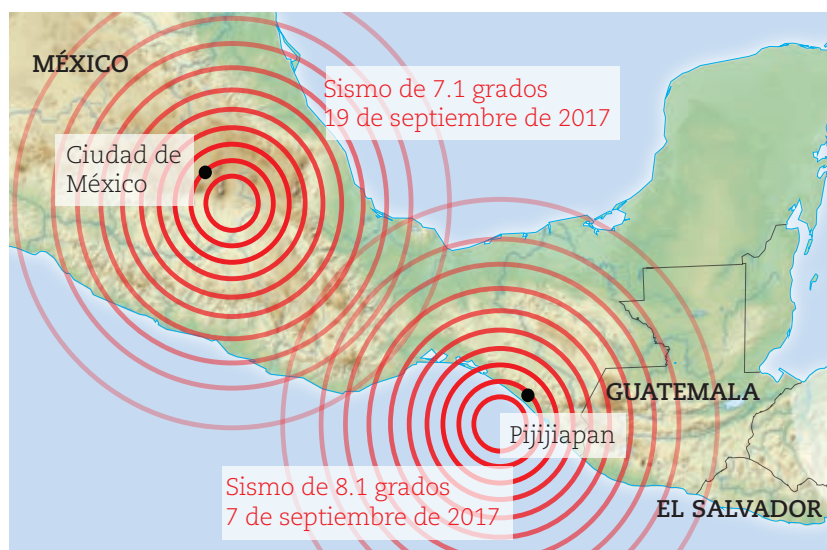 MÉXICO
Sismo de 7.1 grados
19 de septiembre de 2017
Ciudad de
México
GUATEMALA
Pijijiapan
Sismo de 8.1 grados
7 de septiembre de 2017
EL SALVADOR